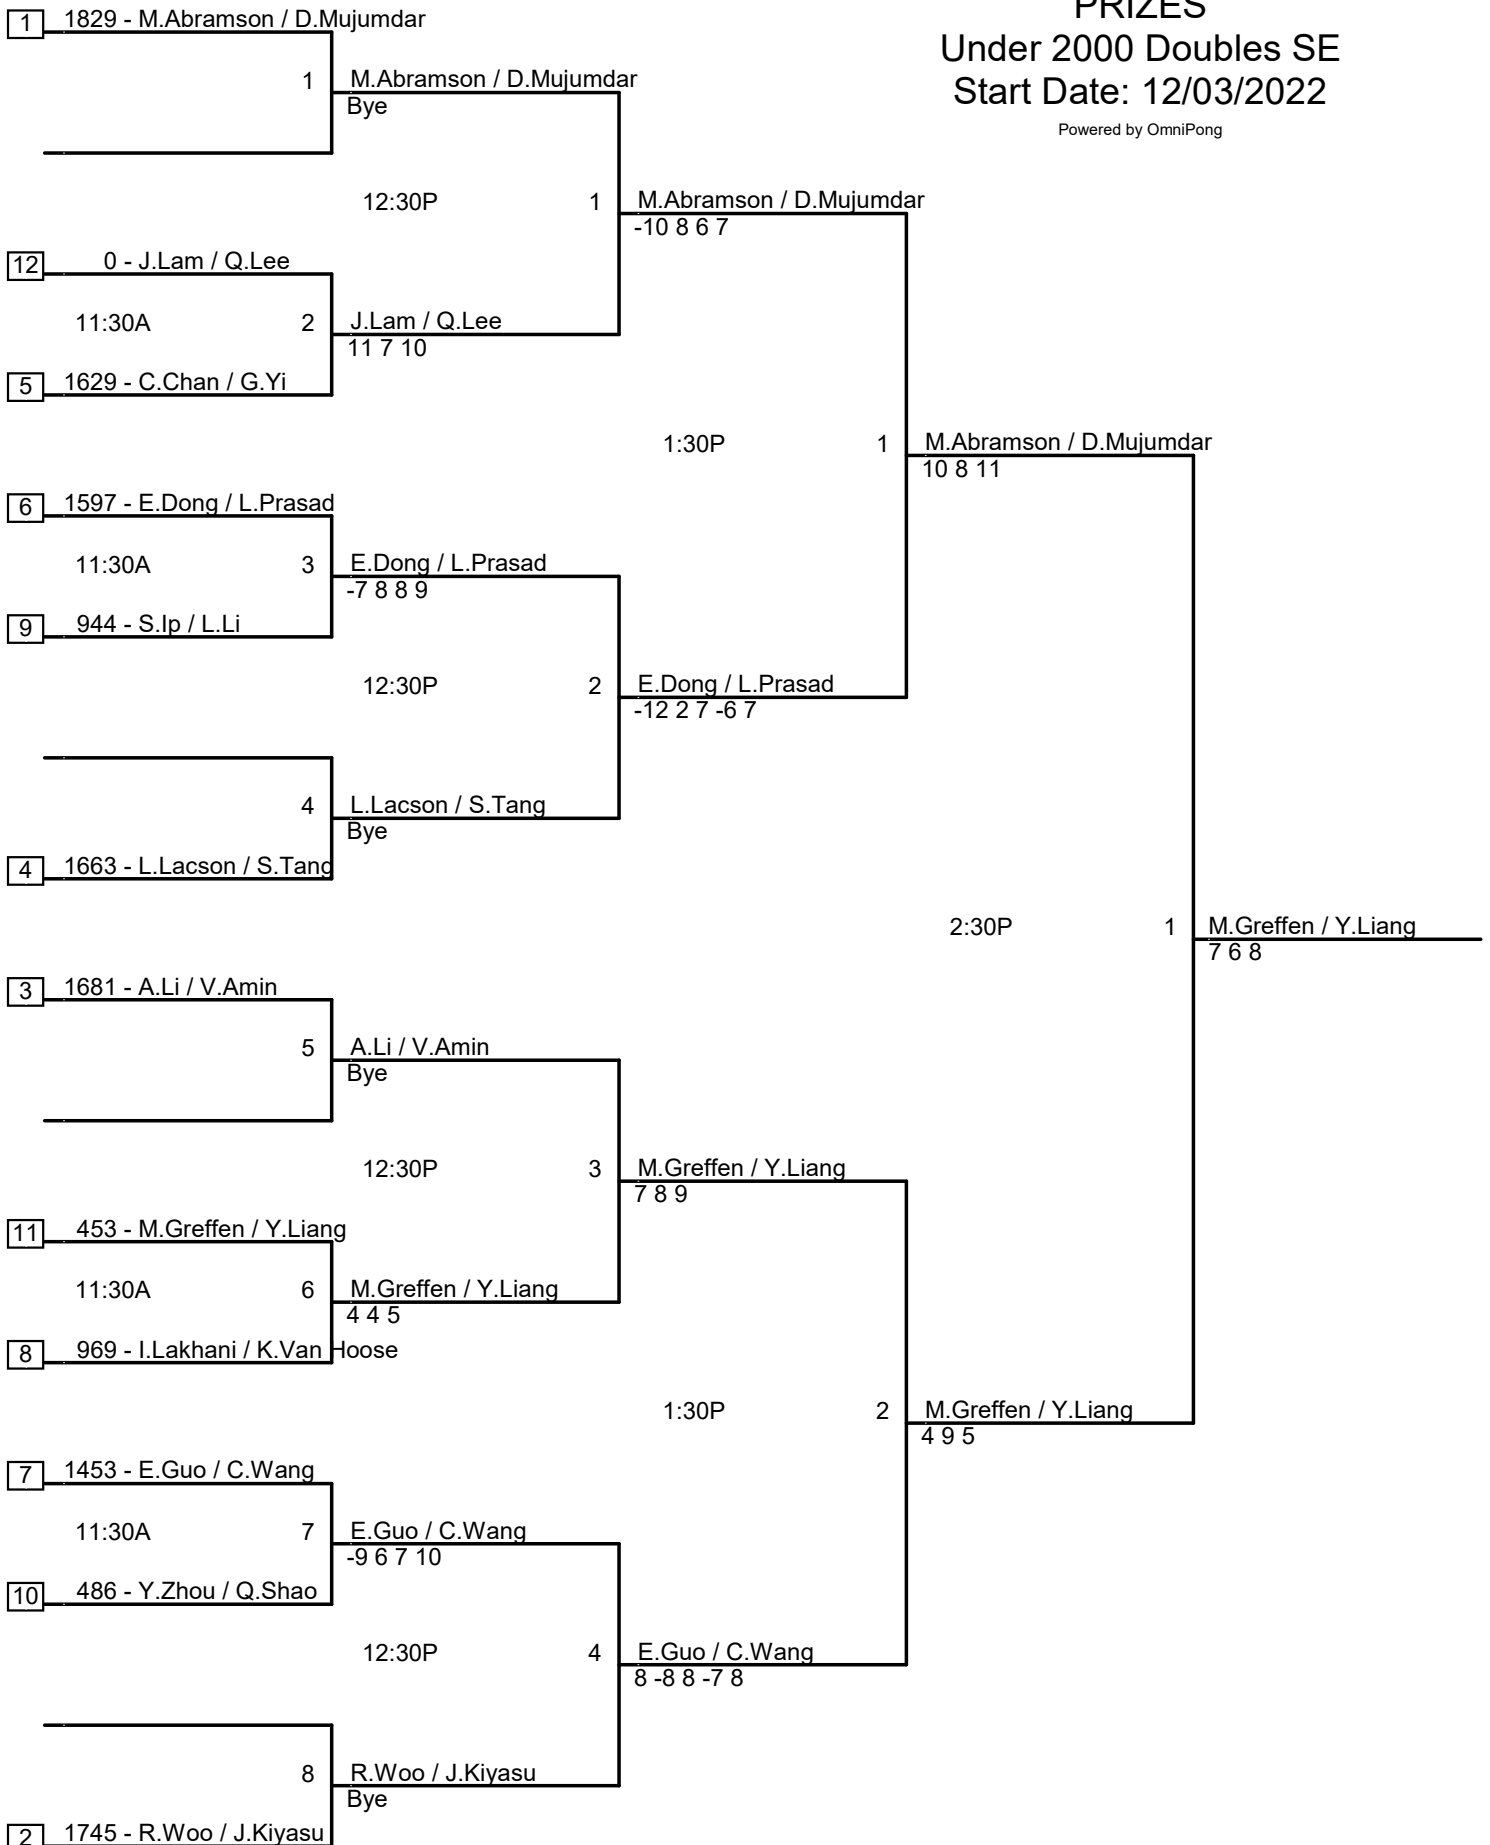 PRIZES
Under 2000 Doubles SE
Start Date: 12/03/2022
Powered by OmniPong
1 1829 - M.Abramson / D.Mujumdar
1 M.Abramson / D.Mujumdar
Bye
12:30P 1 M.Abramson / D.Mujumdar
-10 8 6 7
12 0 - J.Lam / Q.Lee
11:30A 2 J.Lam / Q.Lee
11 7 10
5 1629 - C.Chan / G.Yi
1:30P 1 M.Abramson / D.Mujumdar
10 8 11
6 1597 - E.Dong / L.Prasad
11:30A 3 E.Dong / L.Prasad
-7 8 8 9
9 944 - S.Ip / L.Li
12:30P 2 E.Dong / L.Prasad
-12 2 7 -6 7
4 L.Lacson / S.Tang
Bye
4 1663 - L.Lacson / S.Tang
2:30P 1 M.Greffen / Y.Liang
7 6 8
3 1681 - A.Li / V.Amin
5 A.Li / V.Amin
Bye
12:30P 3 M.Greffen / Y.Liang
7 8 9
11 453 - M.Greffen / Y.Liang
11:30A 6 M.Greffen / Y.Liang
4 4 5
8 969 - I.Lakhani / K.Van Hoose
1:30P 2 M.Greffen / Y.Liang
4 9 5
7 1453 - E.Guo / C.Wang
11:30A 7 E.Guo / C.Wang
-9 6 7 10
10 486 - Y.Zhou / Q.Shao
12:30P 4 E.Guo / C.Wang
8 -8 8 -7 8
8 R.Woo / J.Kiyasu
Bye
2 1745 - R.Woo / J.Kiyasu